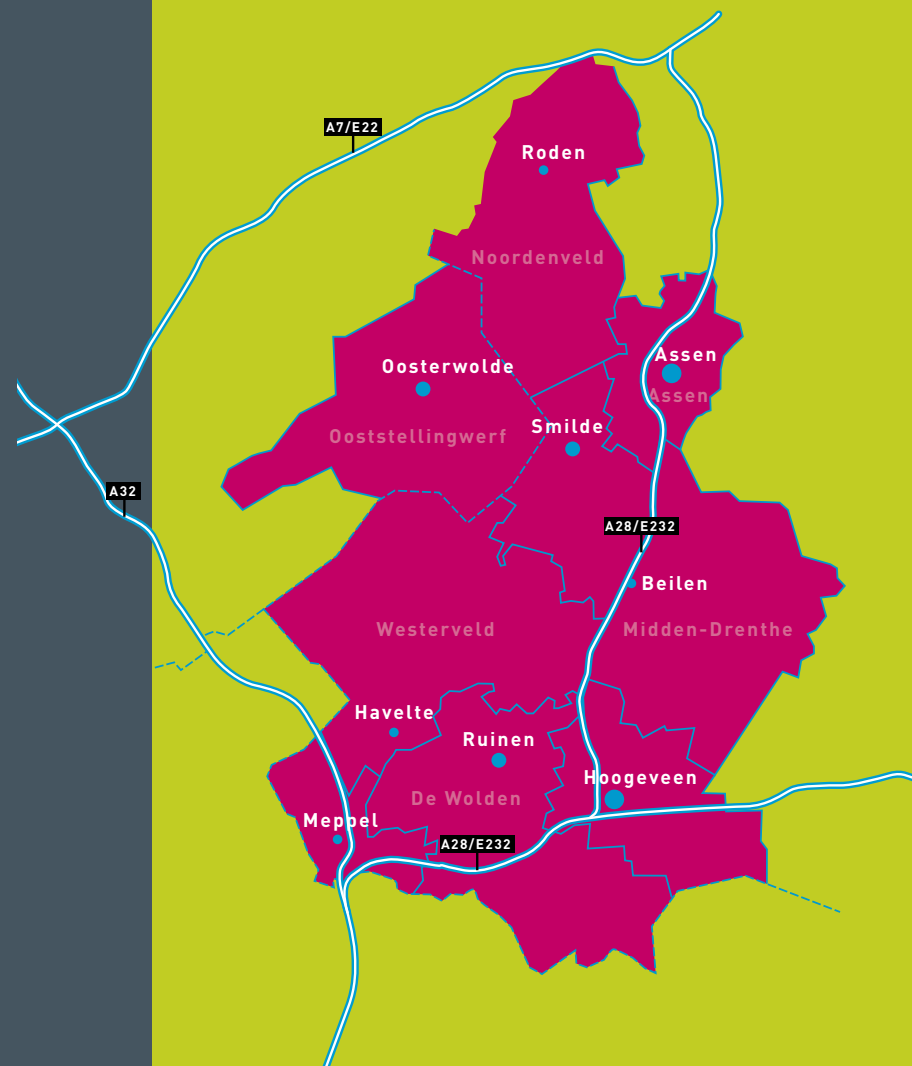 A7/E22
Roden
Noordenveld
Assen
Oosterwolde
Assen
Smilde
Ooststellingwerf
A32
A28/E232
Beilen
Westerveld
Midden-Drenthe
Havelte
Ruinen
Hoogeveen
De Wolden
Meppel
A28/E232